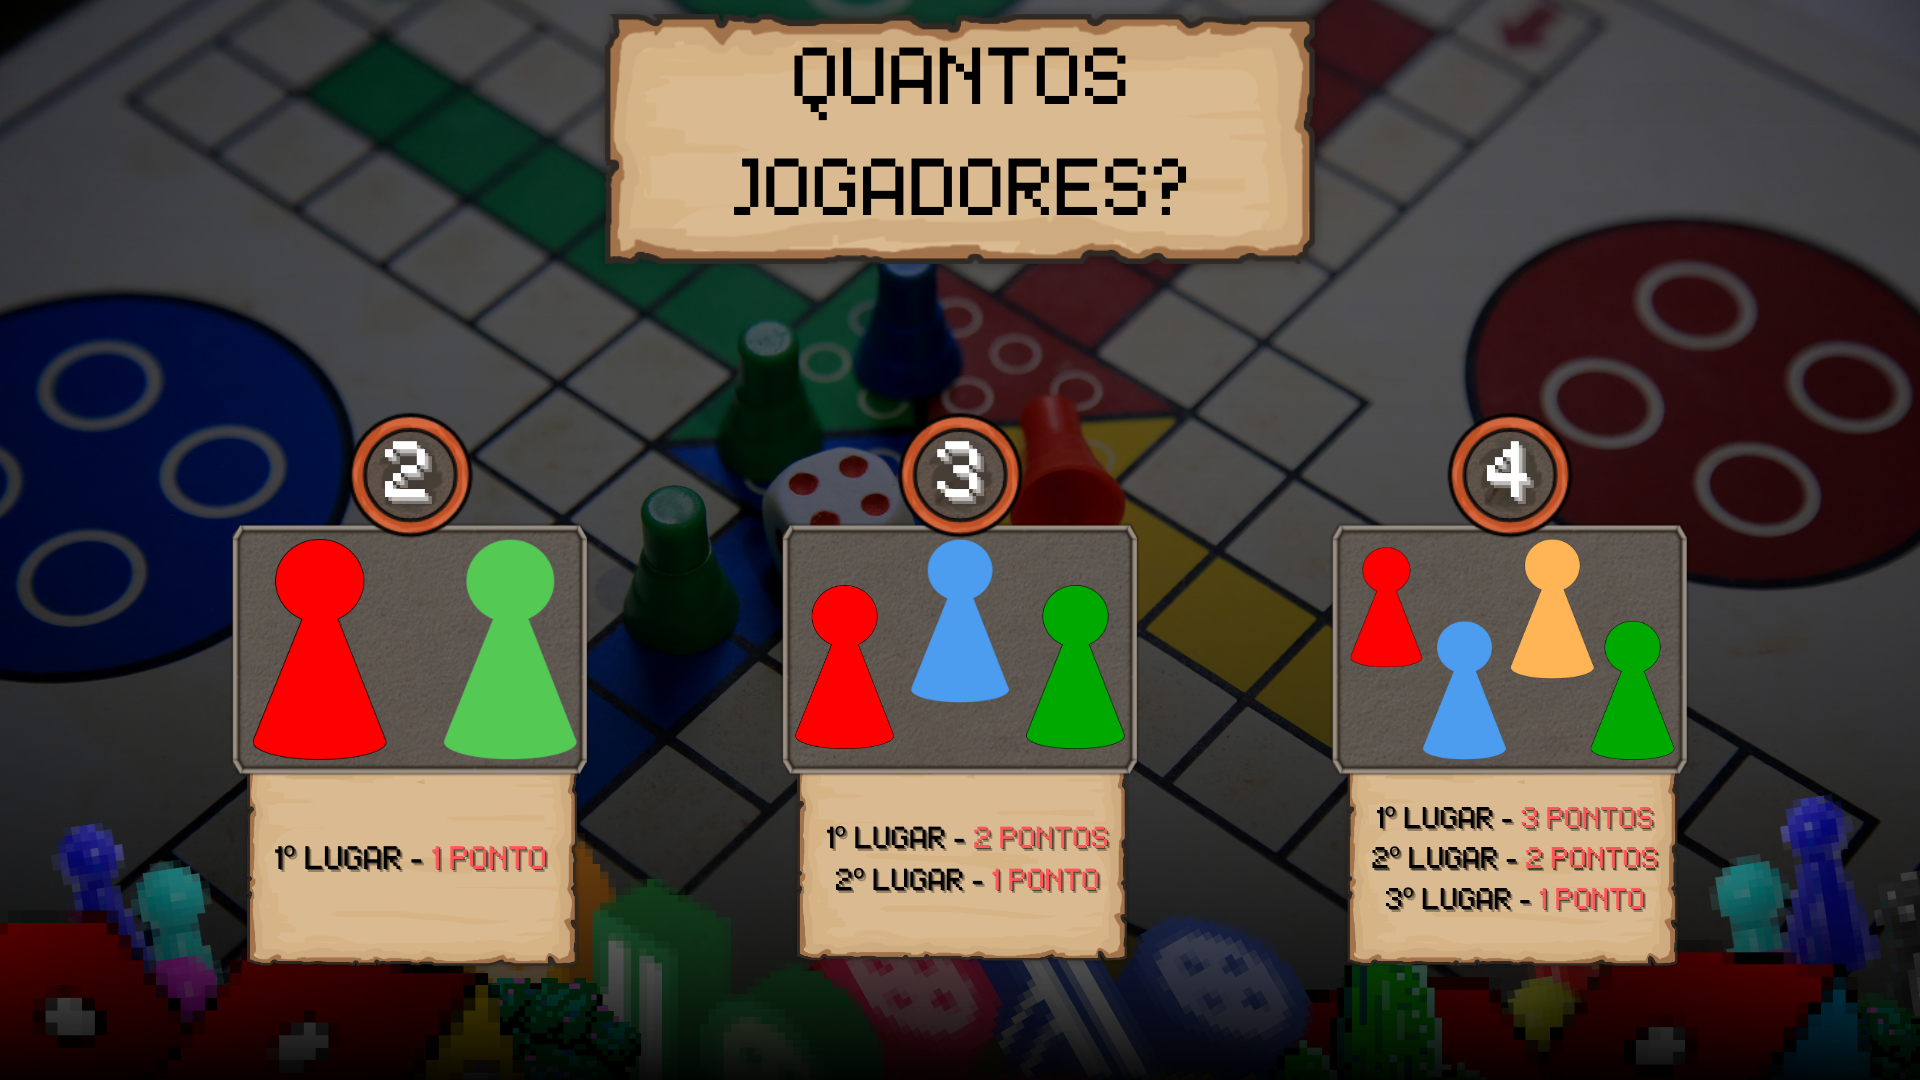 QUANTOS
JOGADORES?
2
3
4
1º LUGAR - 1 PONTO
1º LUGAR - 2 PONTOS
2º LUGAR - 1 PONTO
1º LUGAR - 3 PONTOS
2º LUGAR - 2 PONTOS
3º LUGAR - 1 PONTO